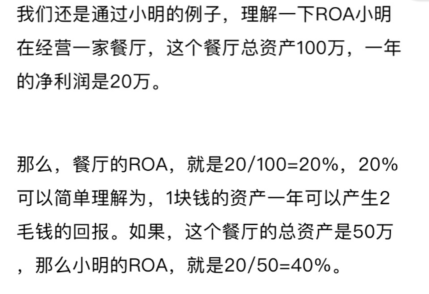 我们还是通过小明的例子，理解一下ROA小明
在经营一家餐厅，这个餐厅总资产100万，一年
的净利润是20万。
那么，餐厅的ROA，就是20/100=20%，20%
可以简单理解为，1块钱的资产一年可以产生2
毛钱的回报。如果，这个餐厅的总资产是50万
，那么小明的ROA，就是20/50=40%。